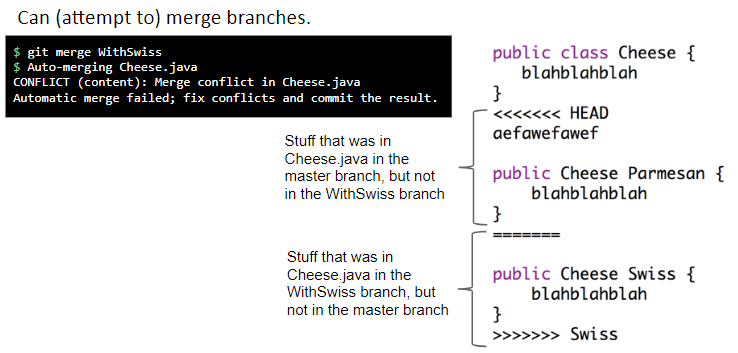 Can (attempt to) merge branches.
$ git merge WithSwiss
$ Auto-merging Cheese.java
CONFLICT (content): Merge conflict in Cheese.java
Automatic merge failed; fix conflicts and commit the result.
public class Cheese {
blahblahblah
}
<<<<<<< HEAD
aefawefawef
public Cheese Parmesan {
blahblahblah
}
=======
public Cheese Swiss {
blahblahblah
}
>>>>>>> Swiss
Stuff that was in
Cheese.java in the
master branch, but not
in the WithSwiss branch
Stuff that was in
Cheese.java in the
WithSwiss branch, but
not in the master branch